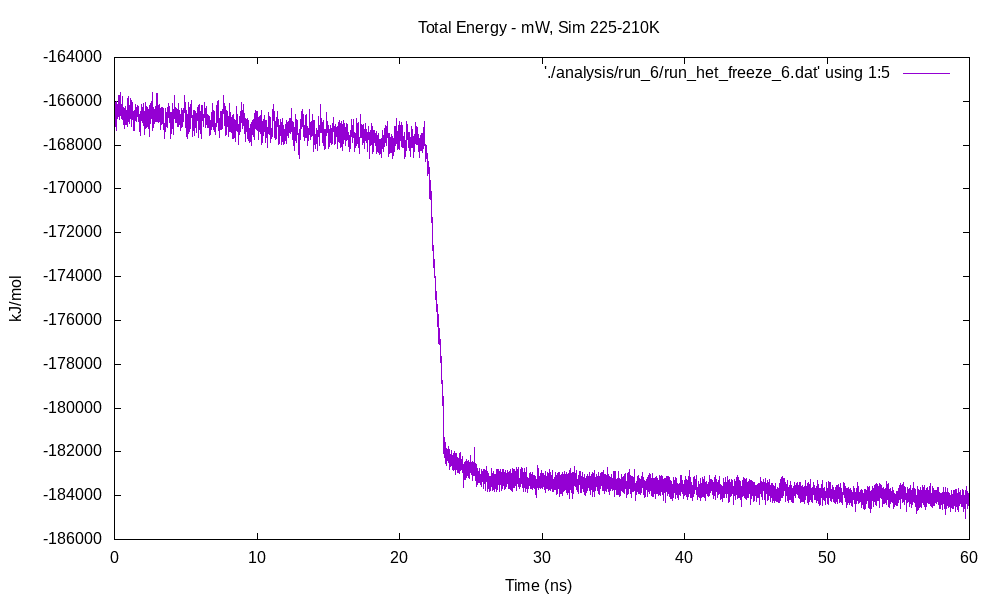 Total Energy - mW, Sim 225-210K
'./analysis/run_6/run_het_freeze_6.dat' using 1:5
-164000
-166000
-168000
-170000
-172000
-174000
-176000
-178000
-180000
-182000
-184000
-186000
kJ/mol
0 10 20 30 40 50 60
Time (ns)